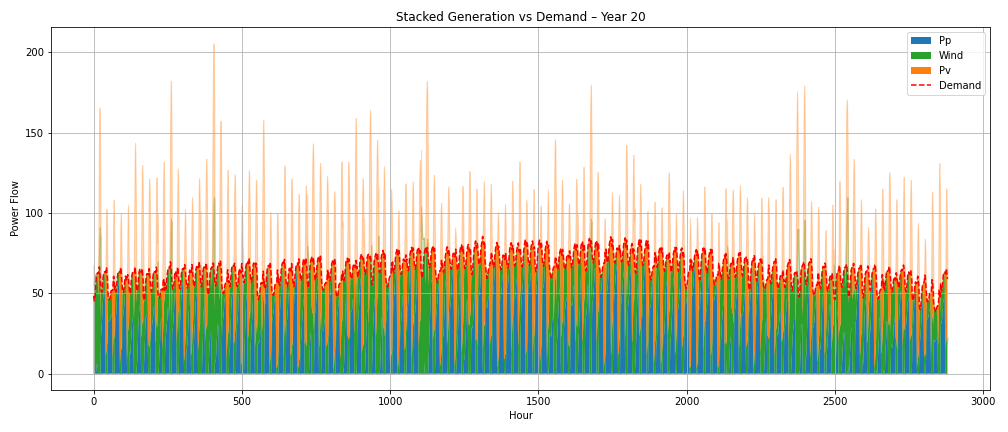 Stacked Generation vs Demand – Year 20
Pp
Wind
Pv
Demand
Power Flow
200
150
100
50
0
0 500 1000 1500 2000 2500 3000
Hour